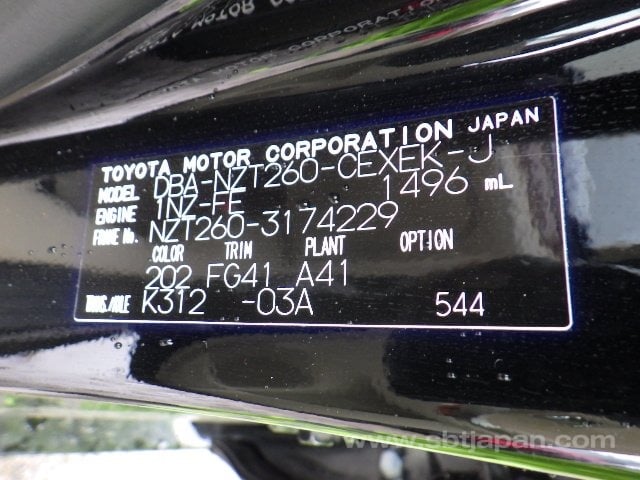 TOYOTA MOTOR CORPORATION JAPAN
MODEL DBA-NZT260-CEXEK-J
ENGINE 1NZ-FE 1496 mL
FRAME No. NZT260-3174229
COLOR TRIM PLANT OPTION
202 FG41 A41
TRANS./AXLE K312 -03A 544
www.sbtjapan.com